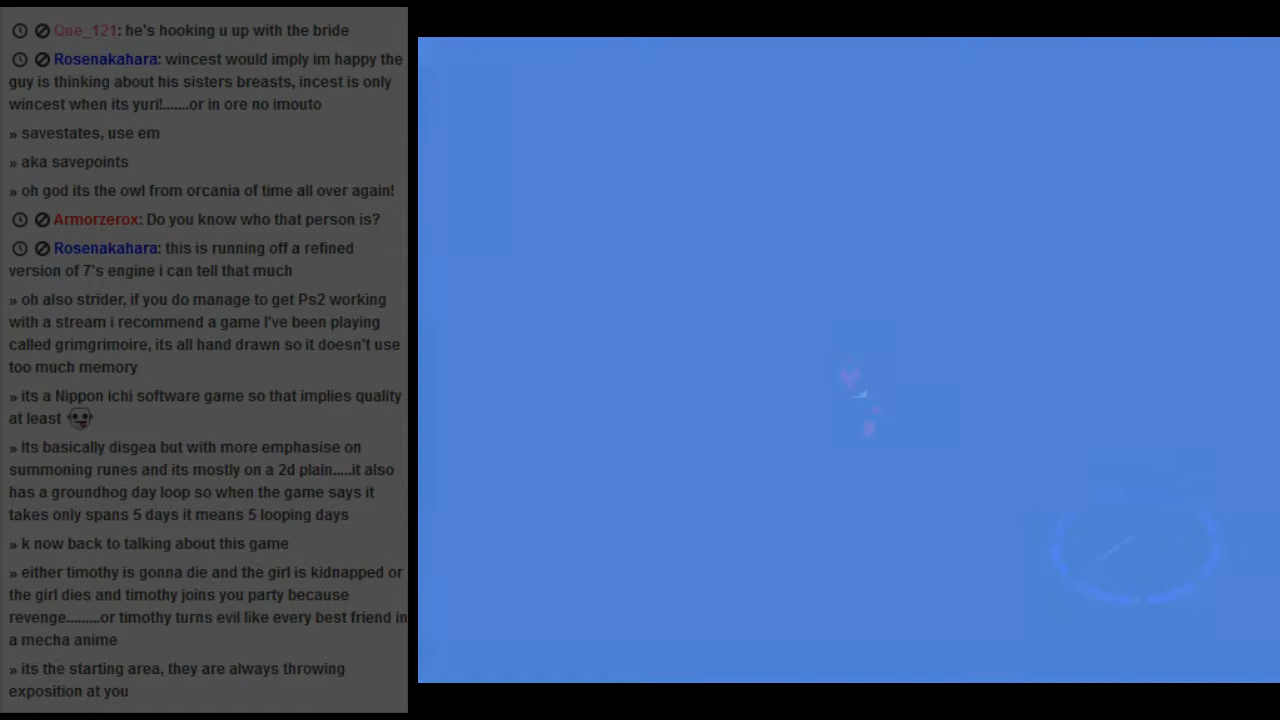 Que_121: he's hooking u up with the bride
Rosenakahara: wincest would imply im happy the
guy is thinking about his sisters breasts, incest is only
wincest when its yuri!.......or in ore no imouto
» savestates, use em
» aka savepoints
» oh god its the owl from orcania of time all over again!
Armorzerox: Do you know who that person is?
Rosenakahara: this is running off a refined
version of 7's engine i can tell that much
» oh also strider, if you do manage to get Ps2 working
with a stream i recommend a game I've been playing
called grimgrimoire, its all hand drawn so it doesn't use
too much memory
» its a Nippon ichi software game so that implies quality
at least
» Its basically disgea but with more emphasise on
summoning runes and its mostly on a 2d plain.....it also
has a groundhog day loop so when the game says it
takes only spans 5 days it means 5 looping days
» k now back to talking about this game
» either timothy is gonna die and the girl is kidnapped or
the girl dies and timothy joins you party because
revenge.........or timothy turns evil like every best friend in
a mecha anime
» its the starting area, they are always throwing
exposition at you